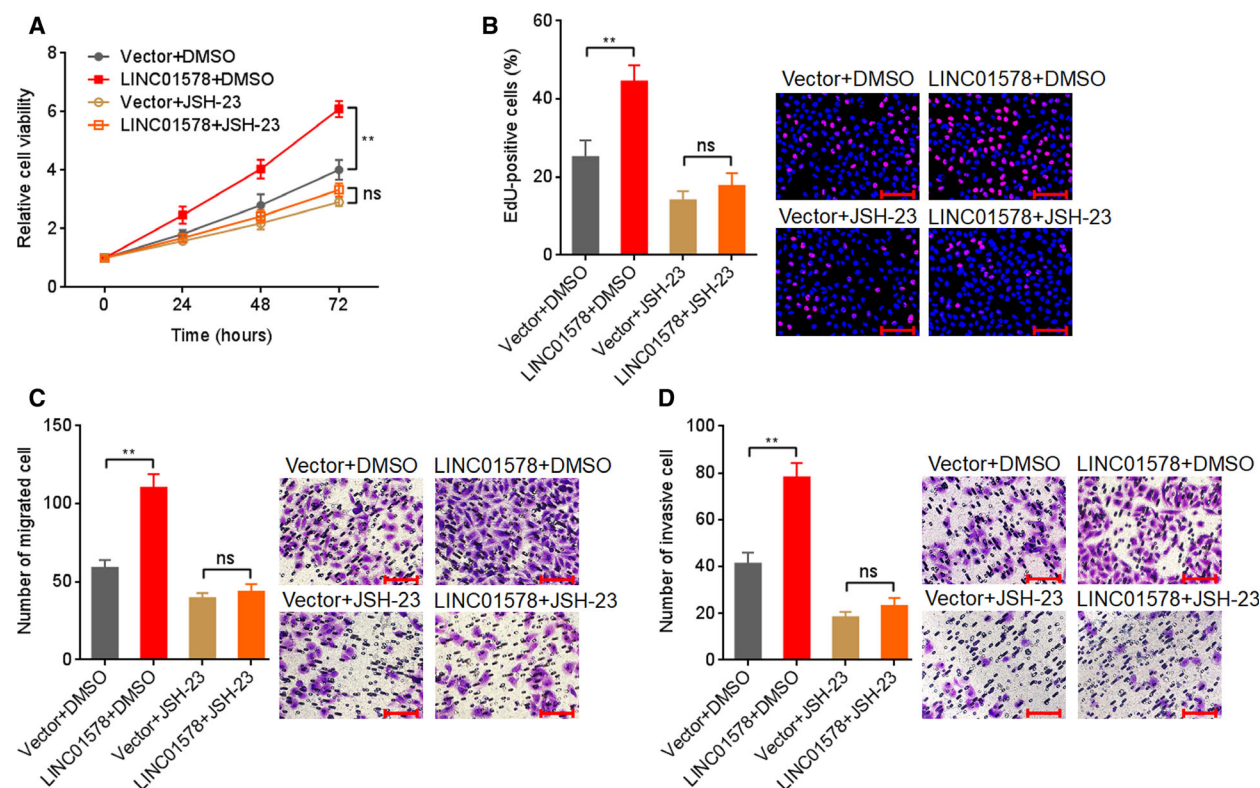 A
Relative cell viability
8
6
4
2
0
Vector+DMSO
LINC01578+DMSO
Vector+JSH-23
LINC01578+JSH-23
**
ns
0 24 48 72
Time (hours)
B
EdU-positive cells (%)
60
40
20
0
**
ns
Vector+DMSO
LINC01578+DMSO
Vector+JSH-23
LINC01578+JSH-23
Vector+DMSO LINC01578+DMSO
Vector+JSH-23 LINC01578+JSH-23
C
Number of migrated cell
150
100
50
0
**
ns
Vector+DMSO
LINC01578+DMSO
Vector+JSH-23
LINC01578+JSH-23
Vector+DMSO LINC01578+DMSO
Vector+JSH-23 LINC01578+JSH-23
D
Number of invasive cell
100
80
60
40
20
0
**
ns
Vector+DMSO
LINC01578+DMSO
Vector+JSH-23
LINC01578+JSH-23
Vector+DMSO LINC01578+DMSO
Vector+JSH-23 LINC01578+JSH-23